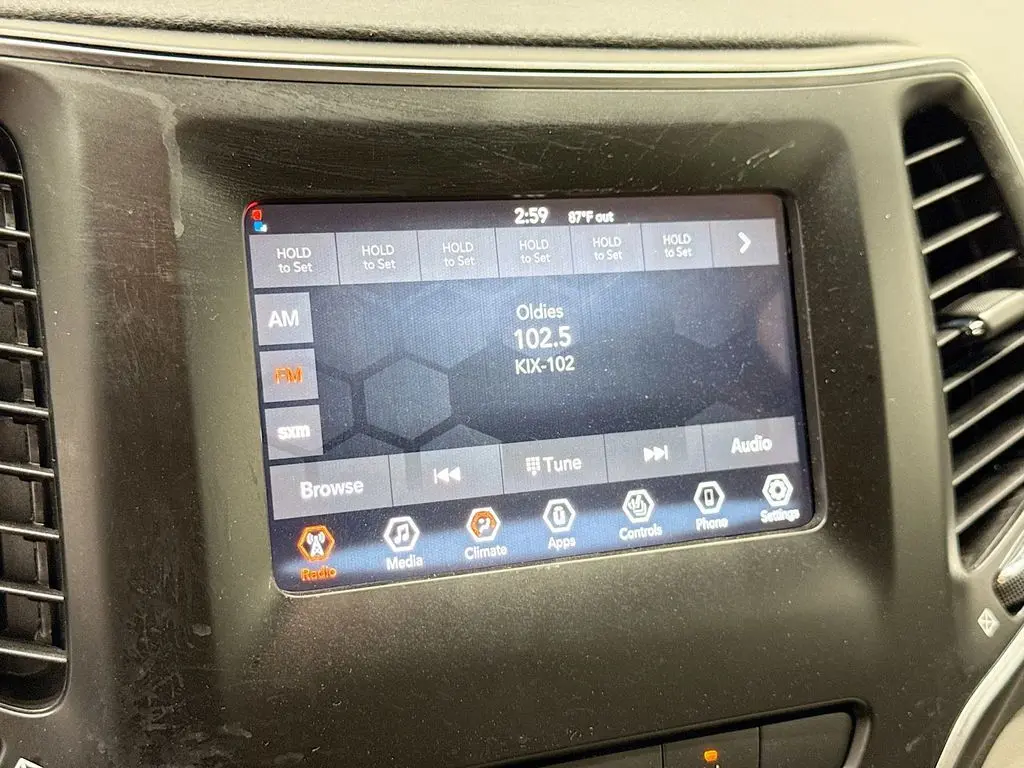 2:59 87°F out
HOLD to Set
HOLD to Set
HOLD to Set
HOLD to Set
HOLD to Set
HOLD to Set
AM
FM
sxm
Oldies
102.5
KIX-102
Browse
Tune
Audio
Radio
Media
Climate
Apps
Controls
Phone
Settings